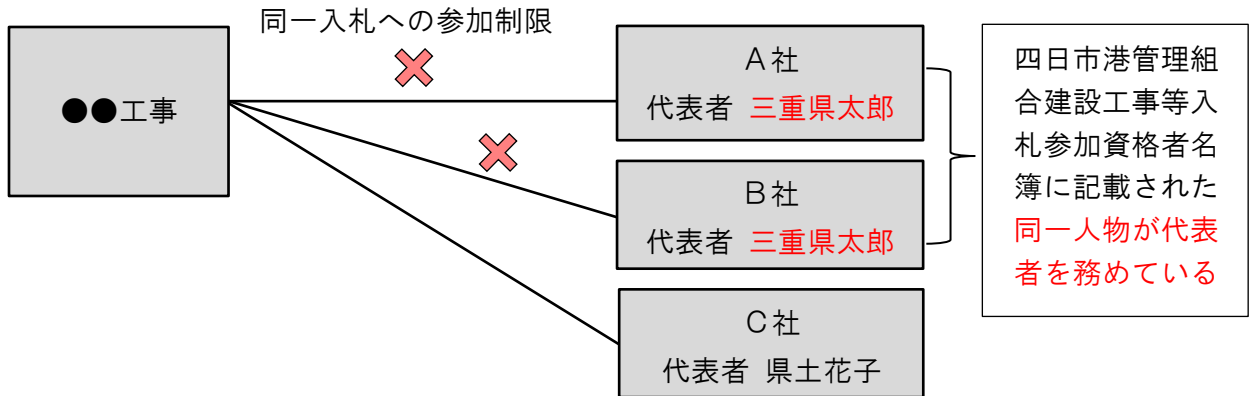 同一入札への参加制限
●●工事
A社
代表者 三重県太郎
B社
代表者 三重県太郎
C社
代表者 県土花子
四日市港管理組
合建設工事等入
札参加資格者名
簿に記載された
同一人物が代表
者を務めている